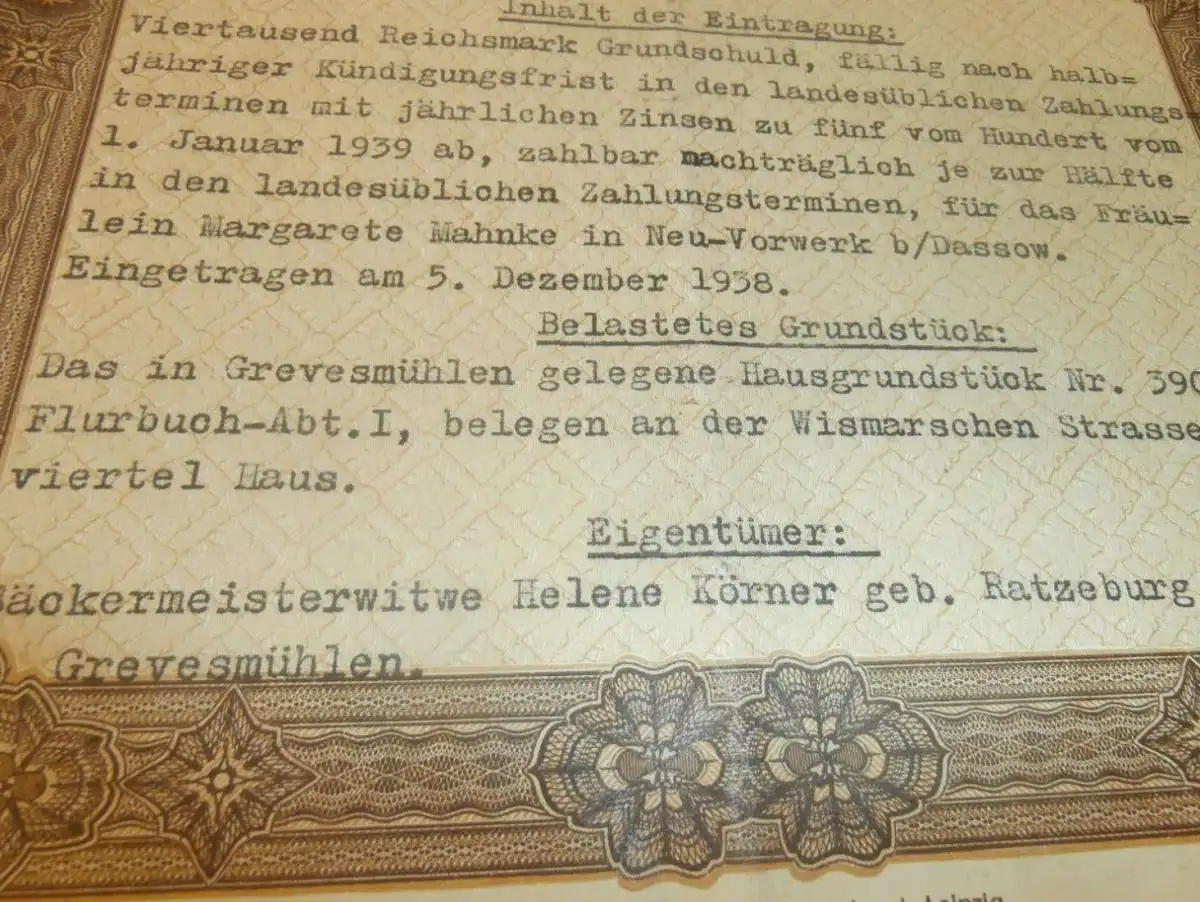 Inhalt der Eintragung:
Viertausend Reichsmark Grundschuld, fällig nach halb=
jähriger Kündigungsfrist in den landesüblichen Zahlungs-
terminen mit jährlichen Zinsen zu fünf vom Hundert vom
1. Januar 1939 ab, zahlbar nachträglich je zur Hälfte
in den landesüblichen Zahlungsterminen, für das Fräu=
lein Margarete Mahnke in Neu-Vorwerk b/Dassow.
Eingetragen am 5. Dezember 1938.
Belastetes Grundstück:
Das in Grevesmühlen gelegene Hausgrundstück Nr. 390
Flurbuch-Abt.I, belegen an der Wismarschen Strasse
viertel Haus.
Eigentümer:
Bäckermeisterwitwe Helene Körner geb. Ratzeburg
Grevesmühlen.
Leipzig